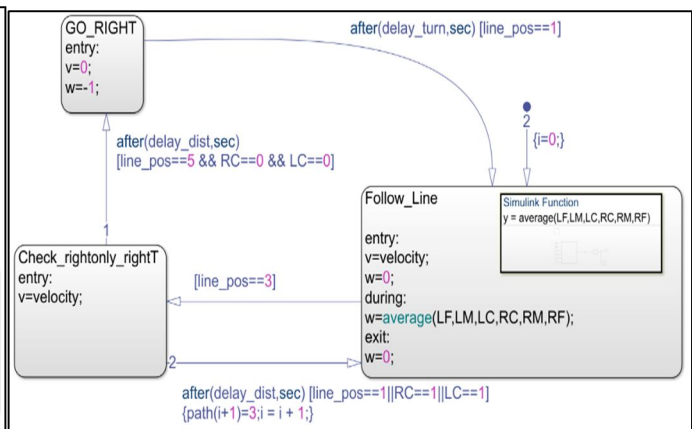 GO_RIGHT
entry:
v=0;
w=-1;
after(delay_turn,sec) [line_pos==1]
2
{i=0;}
after(delay_dist,sec)
[line_pos==5 && RC==0 && LC==0]
1
Follow_Line
Simulink Function
y = average(LF,LM,LC,RC,RM,RF)
entry:
v=velocity;
w=0;
during:
w=average(LF,LM,LC,RC,RM,RF);
exit:
w=0;
Check_rightonly_rightT
entry:
v=velocity;
[line_pos==3]
2
after(delay_dist,sec) [line_pos==1||RC==1||LC==1]
{path(i+1)=3;i = i + 1;}